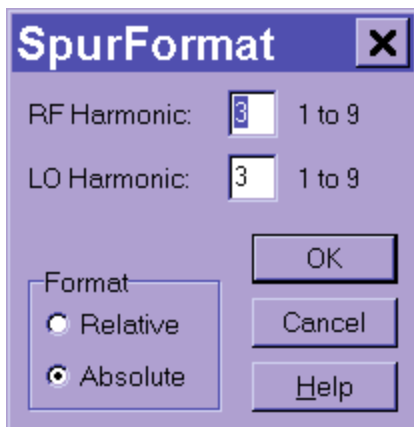 SpurFormat
RF Harmonic: 3 1 to 9
LO Harmonic: 3 1 to 9
OK
Format
Relative
Cancel
Absolute
Help